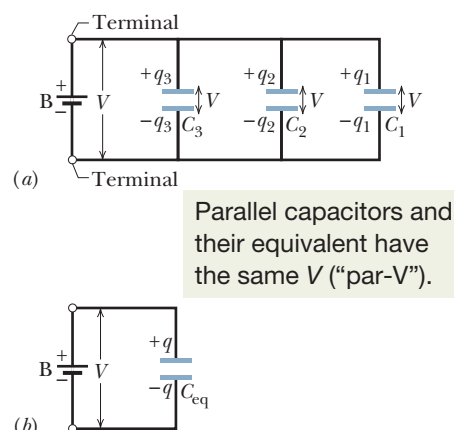 Terminal
+q₃ +q₂ +q₁
+
B V V V V
−
−q₃ C₃ −q₂ C₂ −q₁ C₁
(a)
Terminal
Parallel capacitors and
their equivalent have
the same V (“par-V”).
+q
+
B V
−
−q C_eq
(b)